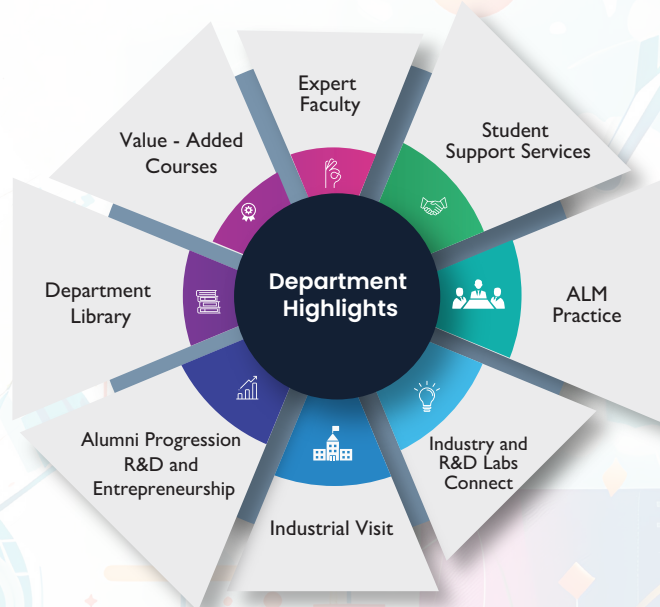 Department
Highlights
Expert
Faculty
Student
Support Services
ALM
Practice
Industry and
R&D Labs
Connect
Industrial Visit
Alumni Progression
R&D and
Entrepreneurship
Department
Library
Value - Added
Courses